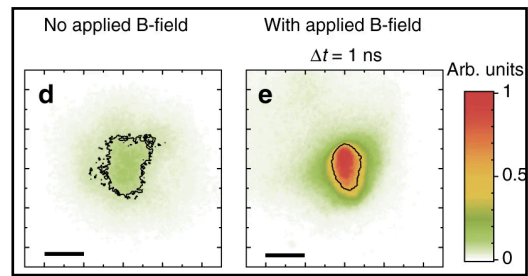 No applied B-field
With applied B-field
Δt = 1 ns
Arb. units
d
e
1
0.5
0